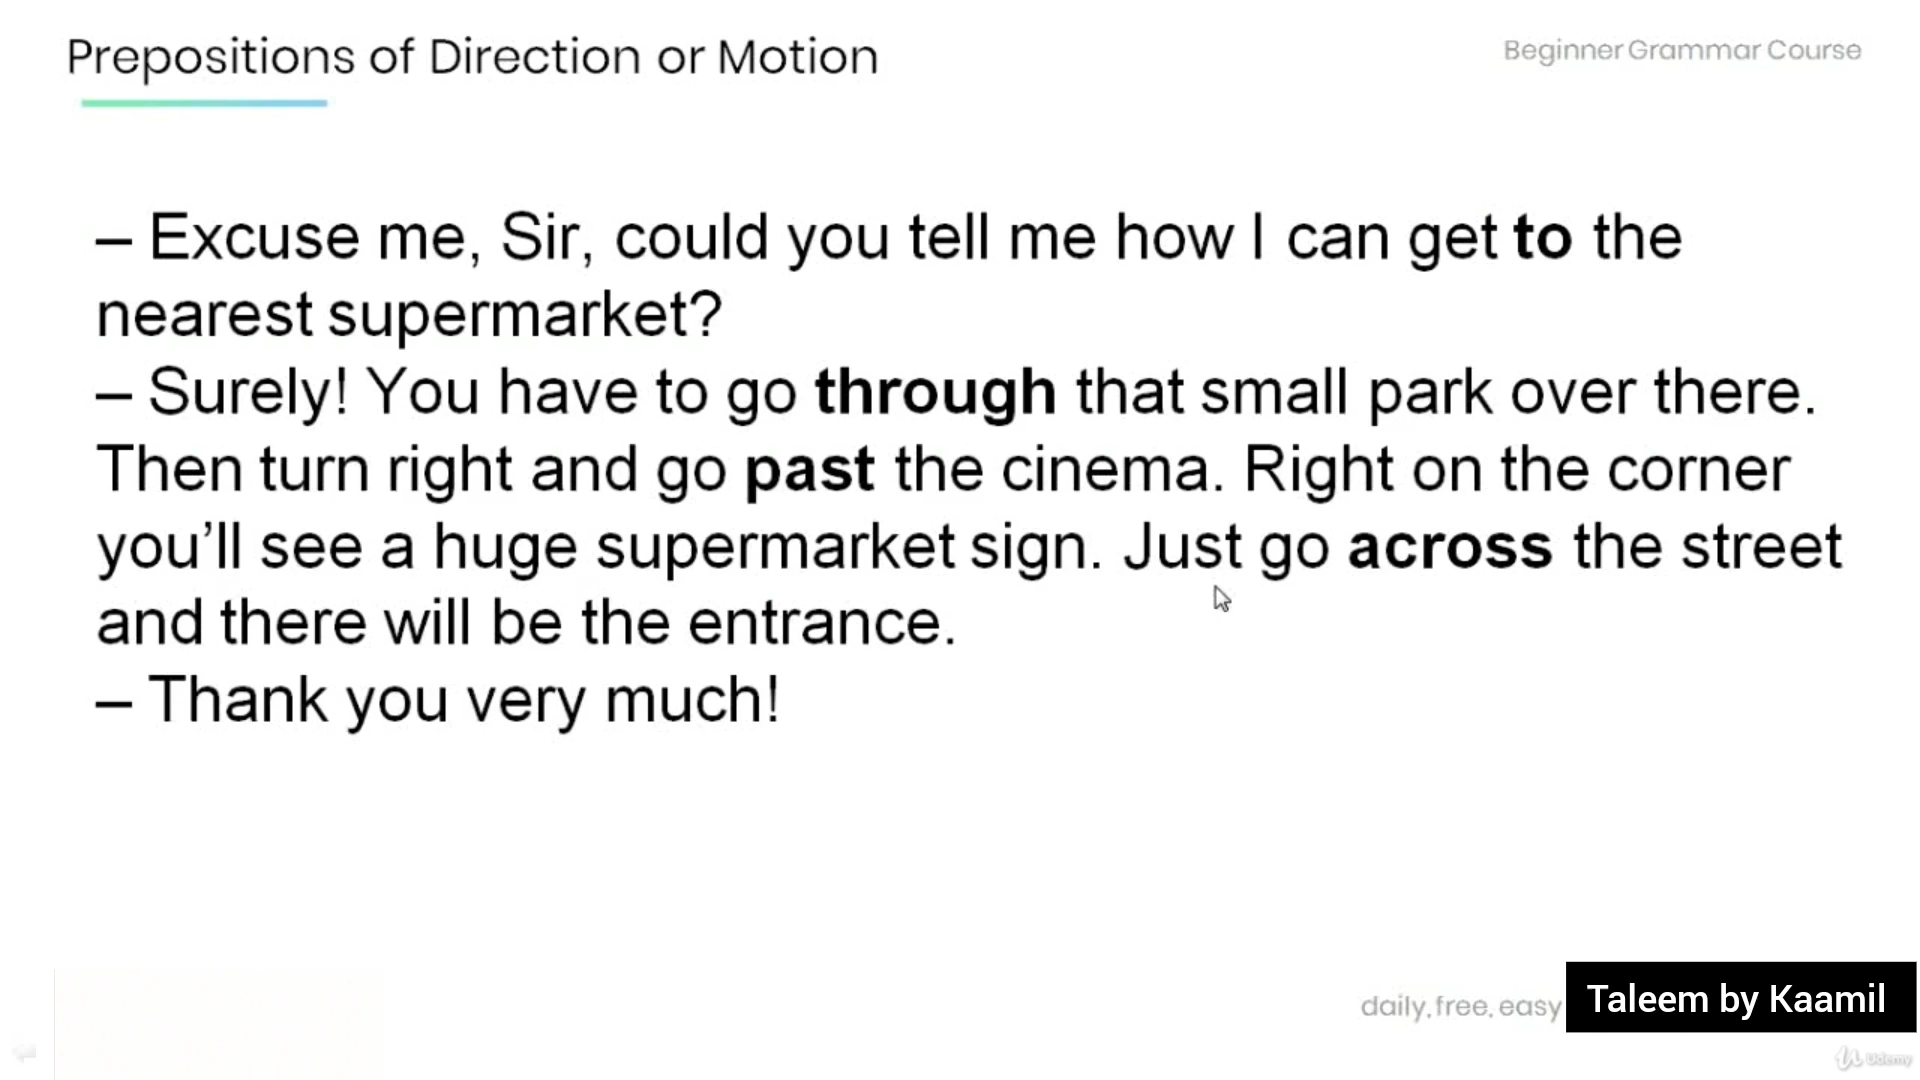 Prepositions of Direction or Motion
Beginner Grammar Course
– Excuse me, Sir, could you tell me how I can get to the
nearest supermarket?
– Surely! You have to go through that small park over there.
Then turn right and go past the cinema. Right on the corner
you’ll see a huge supermarket sign. Just go across the street
and there will be the entrance.
– Thank you very much!
daily, free, easy
Taleem by Kaamil
Udemy